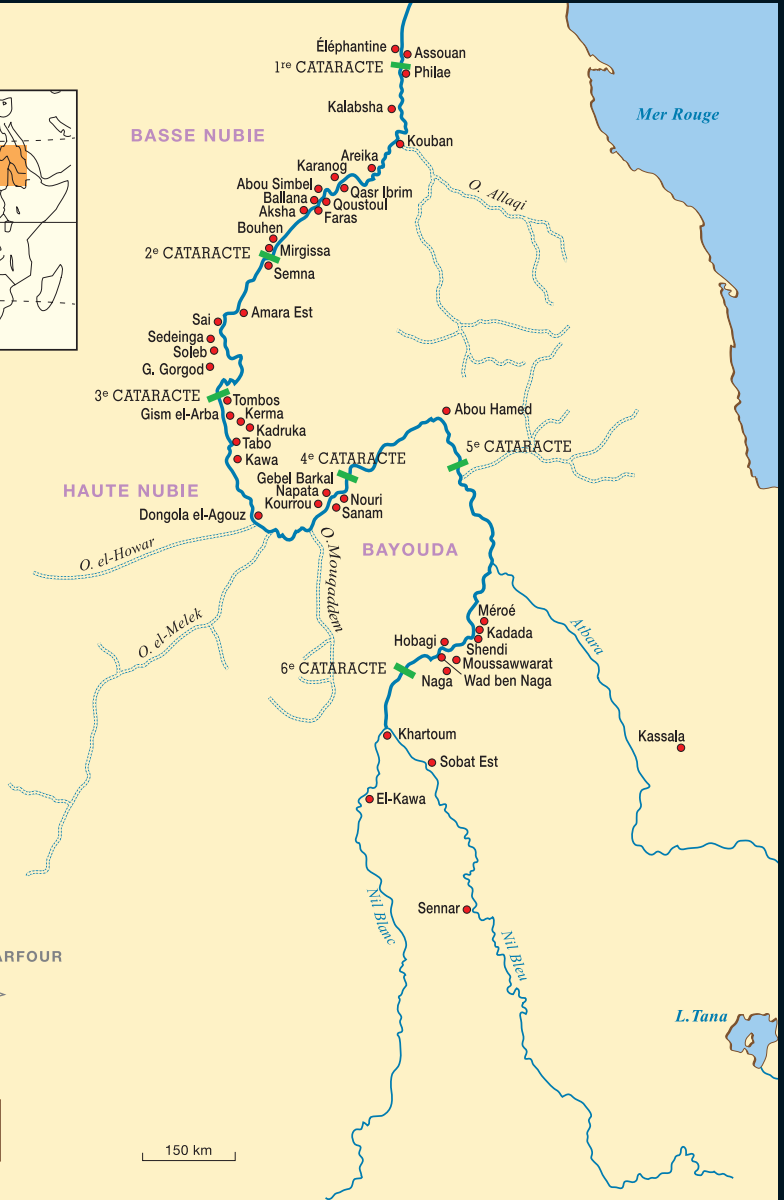 Éléphantine
Assouan
1re CATARACTE
Philae
Kalabsha
Mer Rouge
BASSE NUBIE
Kouban
Areika
Karanog
Abou Simbel
Qasr Ibrim
O. Allaqi
Ballana
Qoustoul
Aksha
Faras
Bouhen
2e CATARACTE
Mirgissa
Semna
Amara Est
Sai
Sedeinga
Soleb
G. Gorgod
3e CATARACTE
Tombos
Gism el-Arba
Kerma
Abou Hamed
Kadruka
Tabo
5e CATARACTE
Kawa
4e CATARACTE
Gebel Barkal
HAUTE NUBIE
Napata
Nouri
Kourrou
Sanam
Dongola el-Agouz
O. el-Howar
O. Mouqaddem
BAYOUDA
O. el-Melek
Méroé
Atbara
Kadada
Hobagi
Shendi
Moussawwarat
6e CATARACTE
Naga
Wad ben Naga
Khartoum
Kassala
Sobat Est
El-Kawa
Nil Blanc
Sennar
Nil Bleu
ARFOUR
L.Tana
150 km